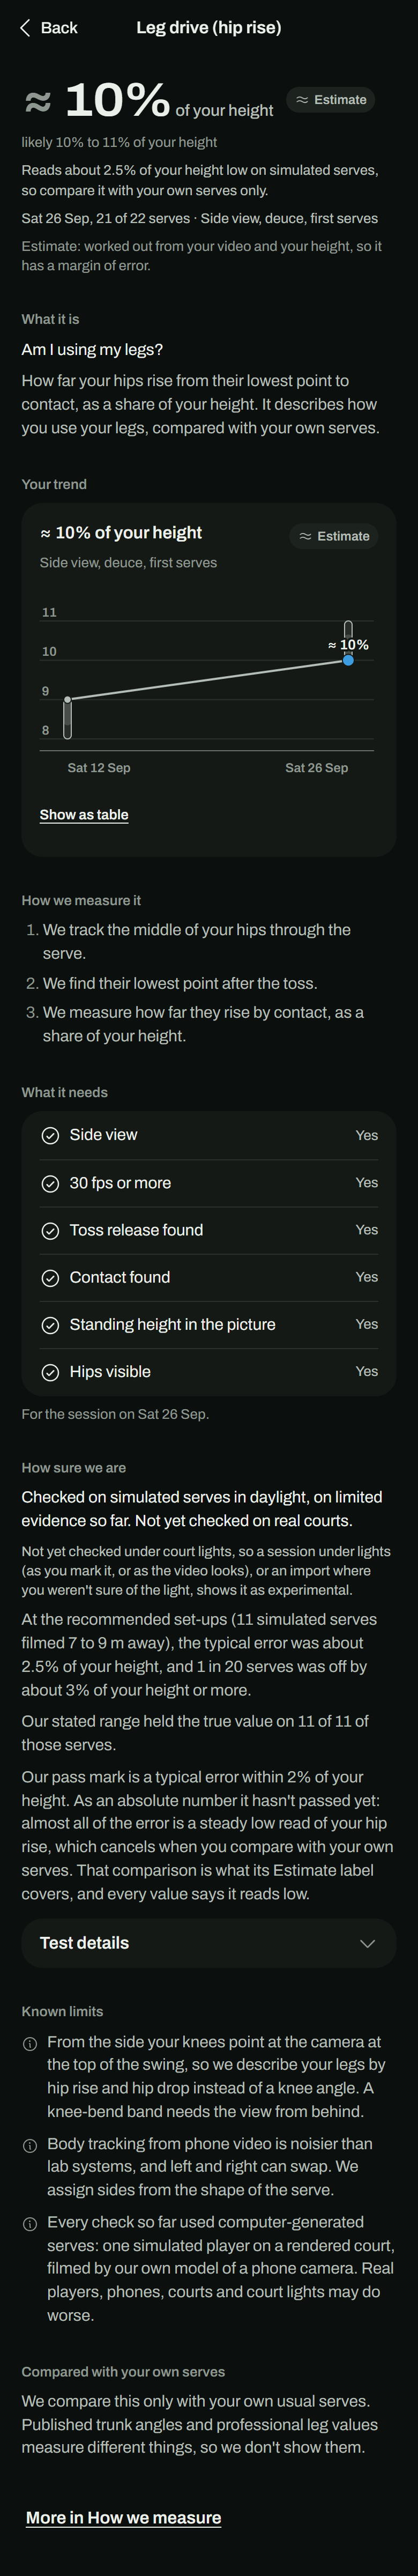 Back
Leg drive (hip rise)
≈ 10% of your height
≈ Estimate
likely 10% to 11% of your height
Reads about 2.5% of your height low on simulated serves,
so compare it with your own serves only.
Sat 26 Sep, 21 of 22 serves · Side view, deuce, first serves
Estimate: worked out from your video and your height, so it
has a margin of error.
What it is
Am I using my legs?
How far your hips rise from their lowest point to
contact, as a share of your height. It describes how
you use your legs, compared with your own serves.
Your trend
≈ 10% of your height
≈ Estimate
Side view, deuce, first serves
11
≈ 10%
10
9
8
Sat 12 Sep
Sat 26 Sep
Show as table
How we measure it
1. We track the middle of your hips through the
serve.
2. We find their lowest point after the toss.
3. We measure how far they rise by contact, as a
share of your height.
What it needs
Side view Yes
30 fps or more Yes
Toss release found Yes
Contact found Yes
Standing height in the picture Yes
Hips visible Yes
For the session on Sat 26 Sep.
How sure we are
Checked on simulated serves in daylight, on limited
evidence so far. Not yet checked on real courts.
Not yet checked under court lights, so a session under lights
(as you mark it, or as the video looks), or an import where
you weren't sure of the light, shows it as experimental.
At the recommended set-ups (11 simulated serves
filmed 7 to 9 m away), the typical error was about
2.5% of your height, and 1 in 20 serves was off by
about 3% of your height or more.
Our stated range held the true value on 11 of 11 of
those serves.
Our pass mark is a typical error within 2% of your
height. As an absolute number it hasn't passed yet:
almost all of the error is a steady low read of your hip
rise, which cancels when you compare with your own
serves. That comparison is what its Estimate label
covers, and every value says it reads low.
Test details
Known limits
From the side your knees point at the camera at
the top of the swing, so we describe your legs by
hip rise and hip drop instead of a knee angle. A
knee-bend band needs the view from behind.
Body tracking from phone video is noisier than
lab systems, and left and right can swap. We
assign sides from the shape of the serve.
Every check so far used computer-generated
serves: one simulated player on a rendered court,
filmed by our own model of a phone camera. Real
players, phones, courts and court lights may do
worse.
Compared with your own serves
We compare this only with your own usual serves.
Published trunk angles and professional leg values
measure different things, so we don't show them.
More in How we measure